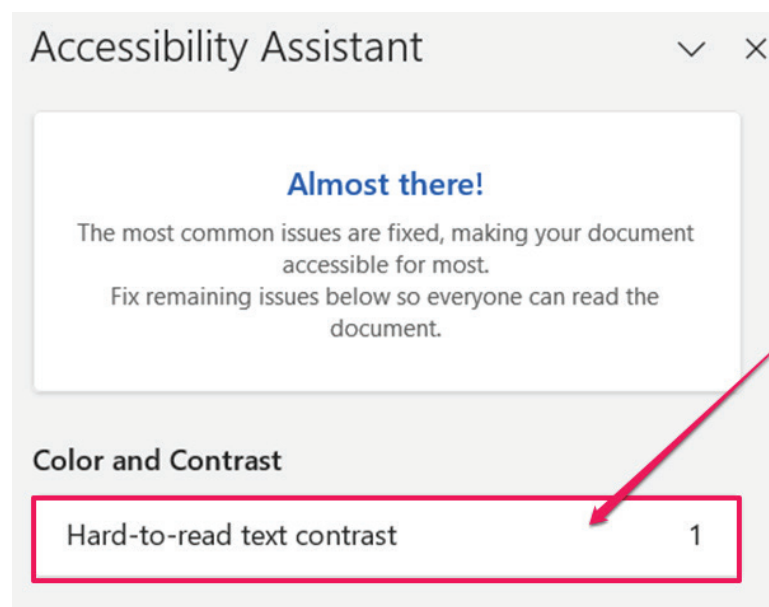 Accessibility Assistant
Almost there!
The most common issues are fixed, making your document
accessible for most.
Fix remaining issues below so everyone can read the
document.
Color and Contrast
Hard-to-read text contrast 1